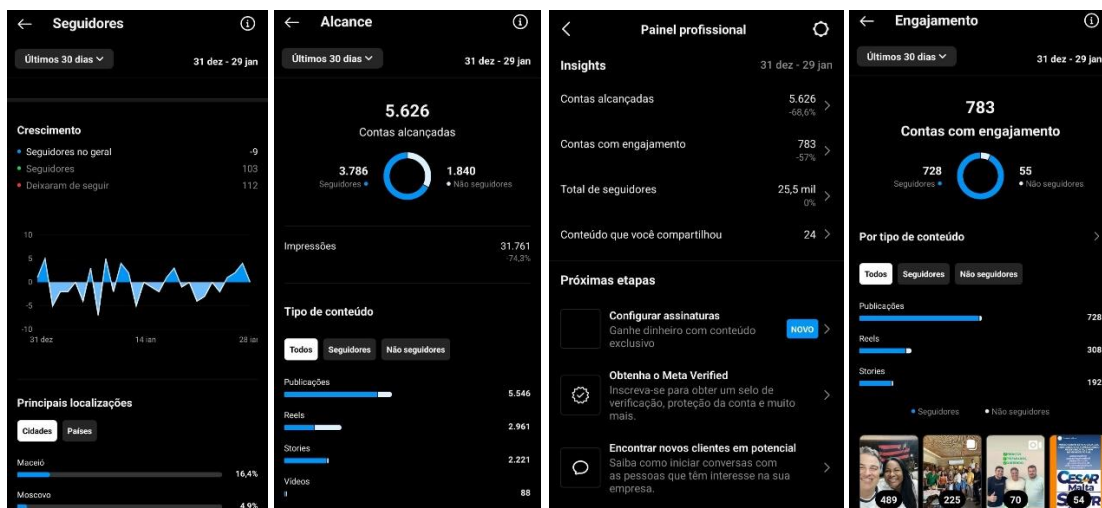 Seguidores
Últimos 30 dias
31 dez - 29 jan
Crescimento
Seguidores no geral -9
Seguidores 103
Deixaram de seguir 112
10
5
0
-5
-10
31 dez 14 jan 28 jan
Principais localizações
Cidades Países
Maceió 16,4%
Moscovo 4,9%
Alcance
Últimos 30 dias
31 dez - 29 jan
5.626
Contas alcançadas
3.786 1.840
Seguidores Não seguidores
Impressões 31.761
-74,3%
Tipo de conteúdo
Todos Seguidores Não seguidores
Publicações
5.546
Reels
2.961
Stories
2.221
Vídeos
88
Painel profissional
Insights 31 dez - 29 jan
Contas alcançadas 5.626
-68,6%
Contas com engajamento 783
-57%
Total de seguidores 25,5 mil
0%
Conteúdo que você compartilhou 24
Próximas etapas
Configurar assinaturas
Ganhe dinheiro com conteúdo
exclusivo
NOVO
Obtenha o Meta Verified
Inscreva-se para obter um selo de
verificação, proteção da conta e muito
mais.
Encontrar novos clientes em potencial
Saiba como iniciar conversas com
as pessoas que têm interesse na sua
empresa.
Engajamento
Últimos 30 dias
31 dez - 29 jan
783
Contas com engajamento
728 55
Seguidores Não seguidores
Por tipo de conteúdo
Todos Seguidores Não seguidores
Publicações
728
Reels
308
Stories
192
Seguidores Não seguidores
CESAR
Malta
489 225 70 54